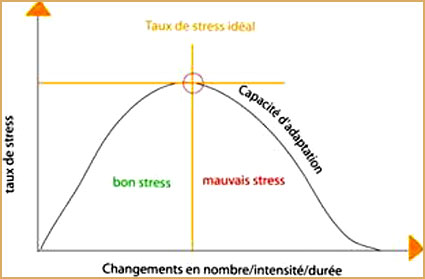 Taux de stress idéal
Capacité d'adaptation
taux de stress
bon stress
mauvais stress
Changements en nombre/intensité/durée